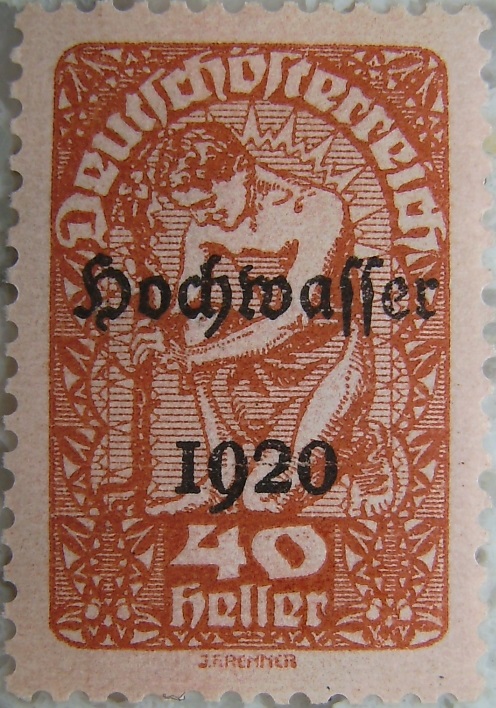 Deutschösterreich
Hochwasser
1920
40
Heller
J.F.RENNER